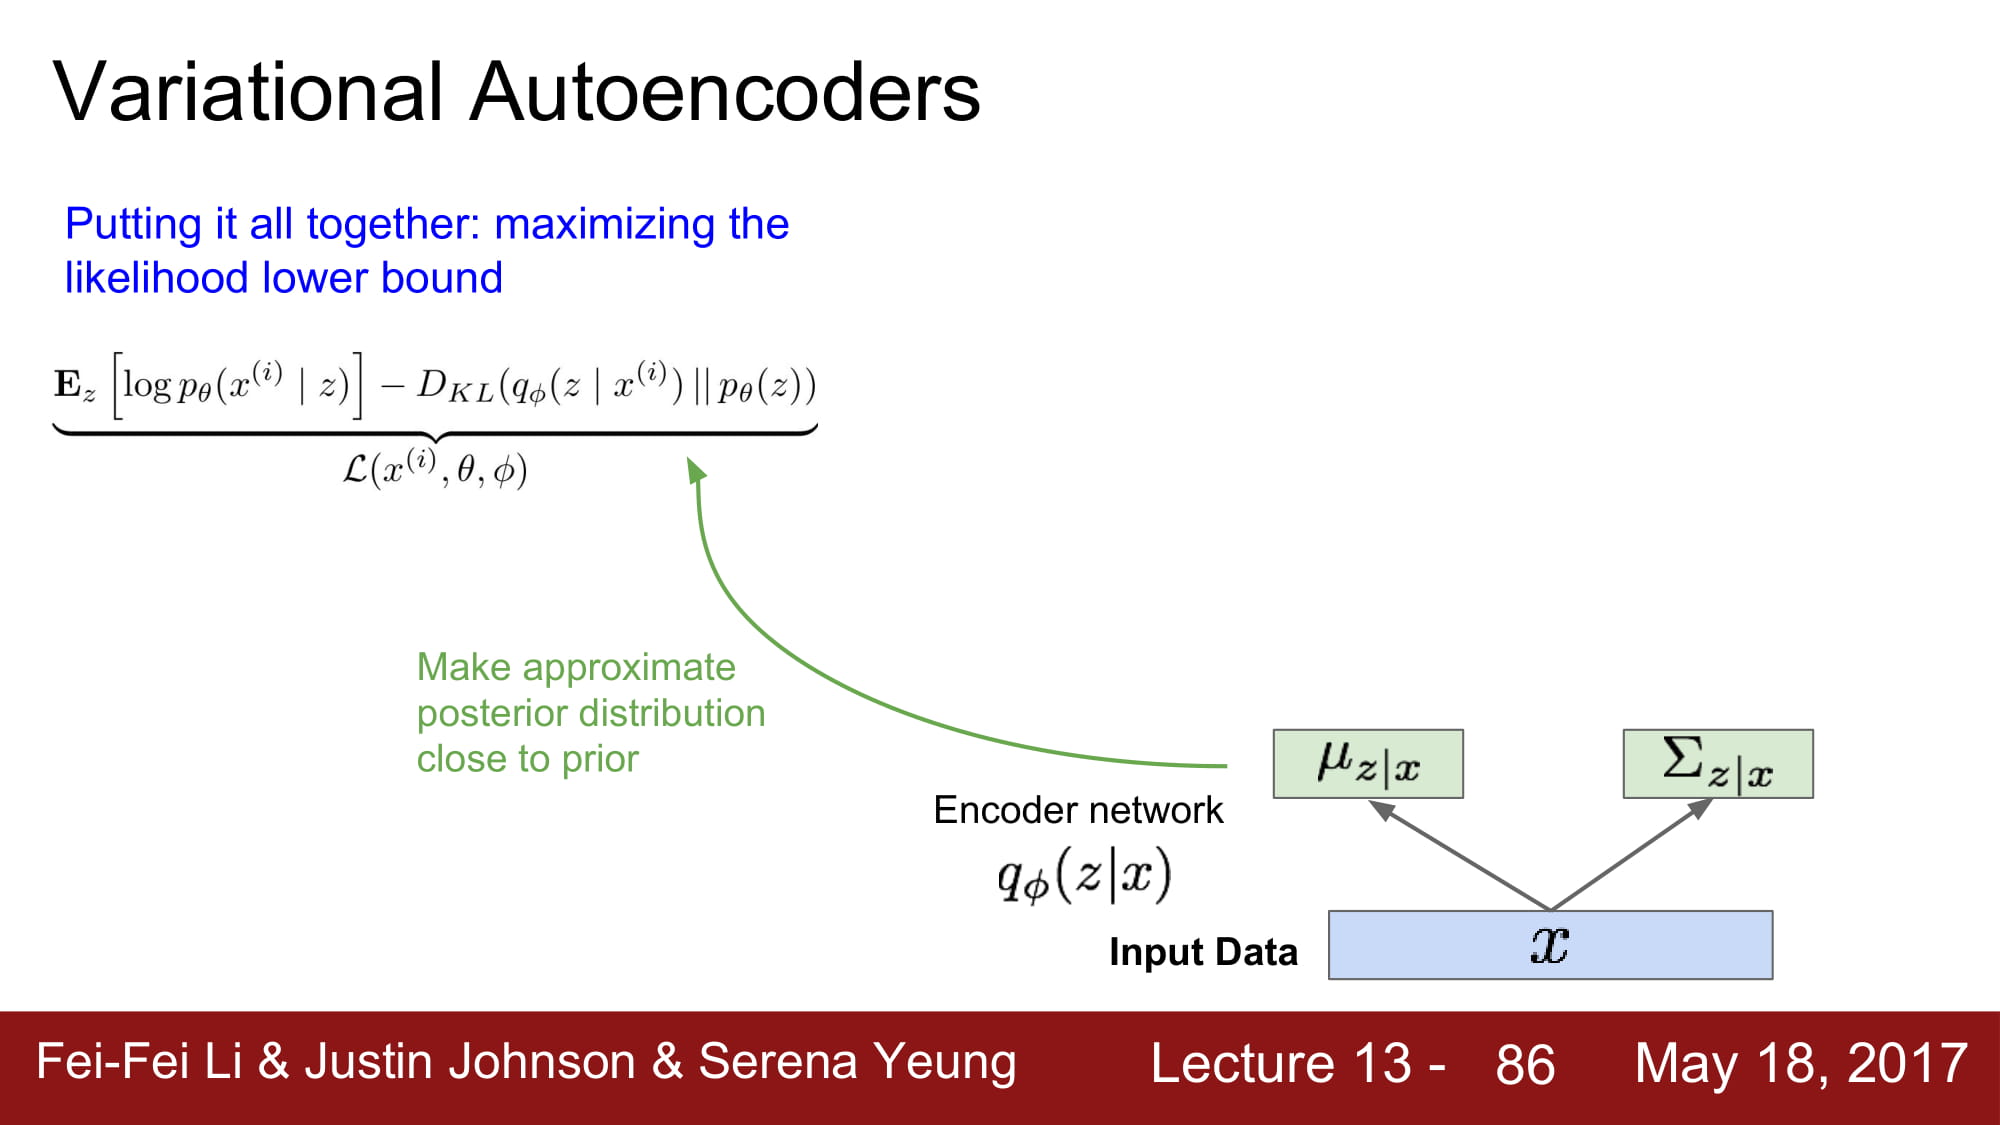 Variational Autoencoders
Putting it all together: maximizing the
likelihood lower bound
$\underbrace{\mathbf{E}_z \left[ \log p_\theta(x^{(i)} \mid z) \right] - D_{KL}(q_\phi(z \mid x^{(i)}) \,||\, p_\theta(z))}_{\mathcal{L}(x^{(i)}, \theta, \phi)}$
Make approximate
posterior distribution
close to prior
$\mu_{z|x}$ $\Sigma_{z|x}$
Encoder network
$q_\phi(z|x)$
Input Data $x$
Fei-Fei Li & Justin Johnson & Serena Yeung Lecture 13 - 86 May 18, 2017